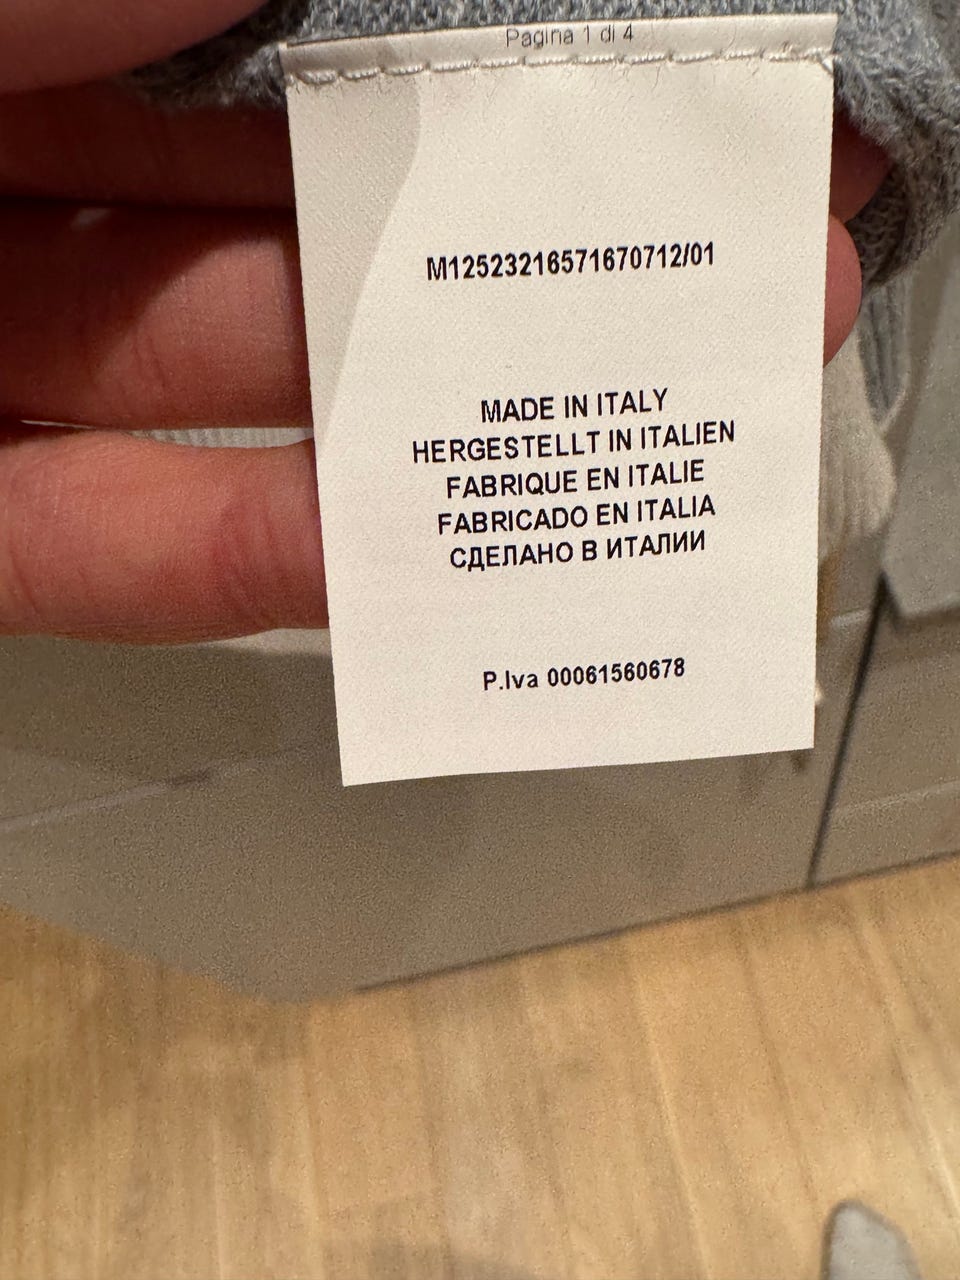 Pagina 1 di 4
M12523216571670712/01
MADE IN ITALY
HERGESTELLT IN ITALIEN
FABRIQUE EN ITALIE
FABRICADO EN ITALIA
СДЕЛАНО В ИТАЛИИ
P.Iva 00061560678